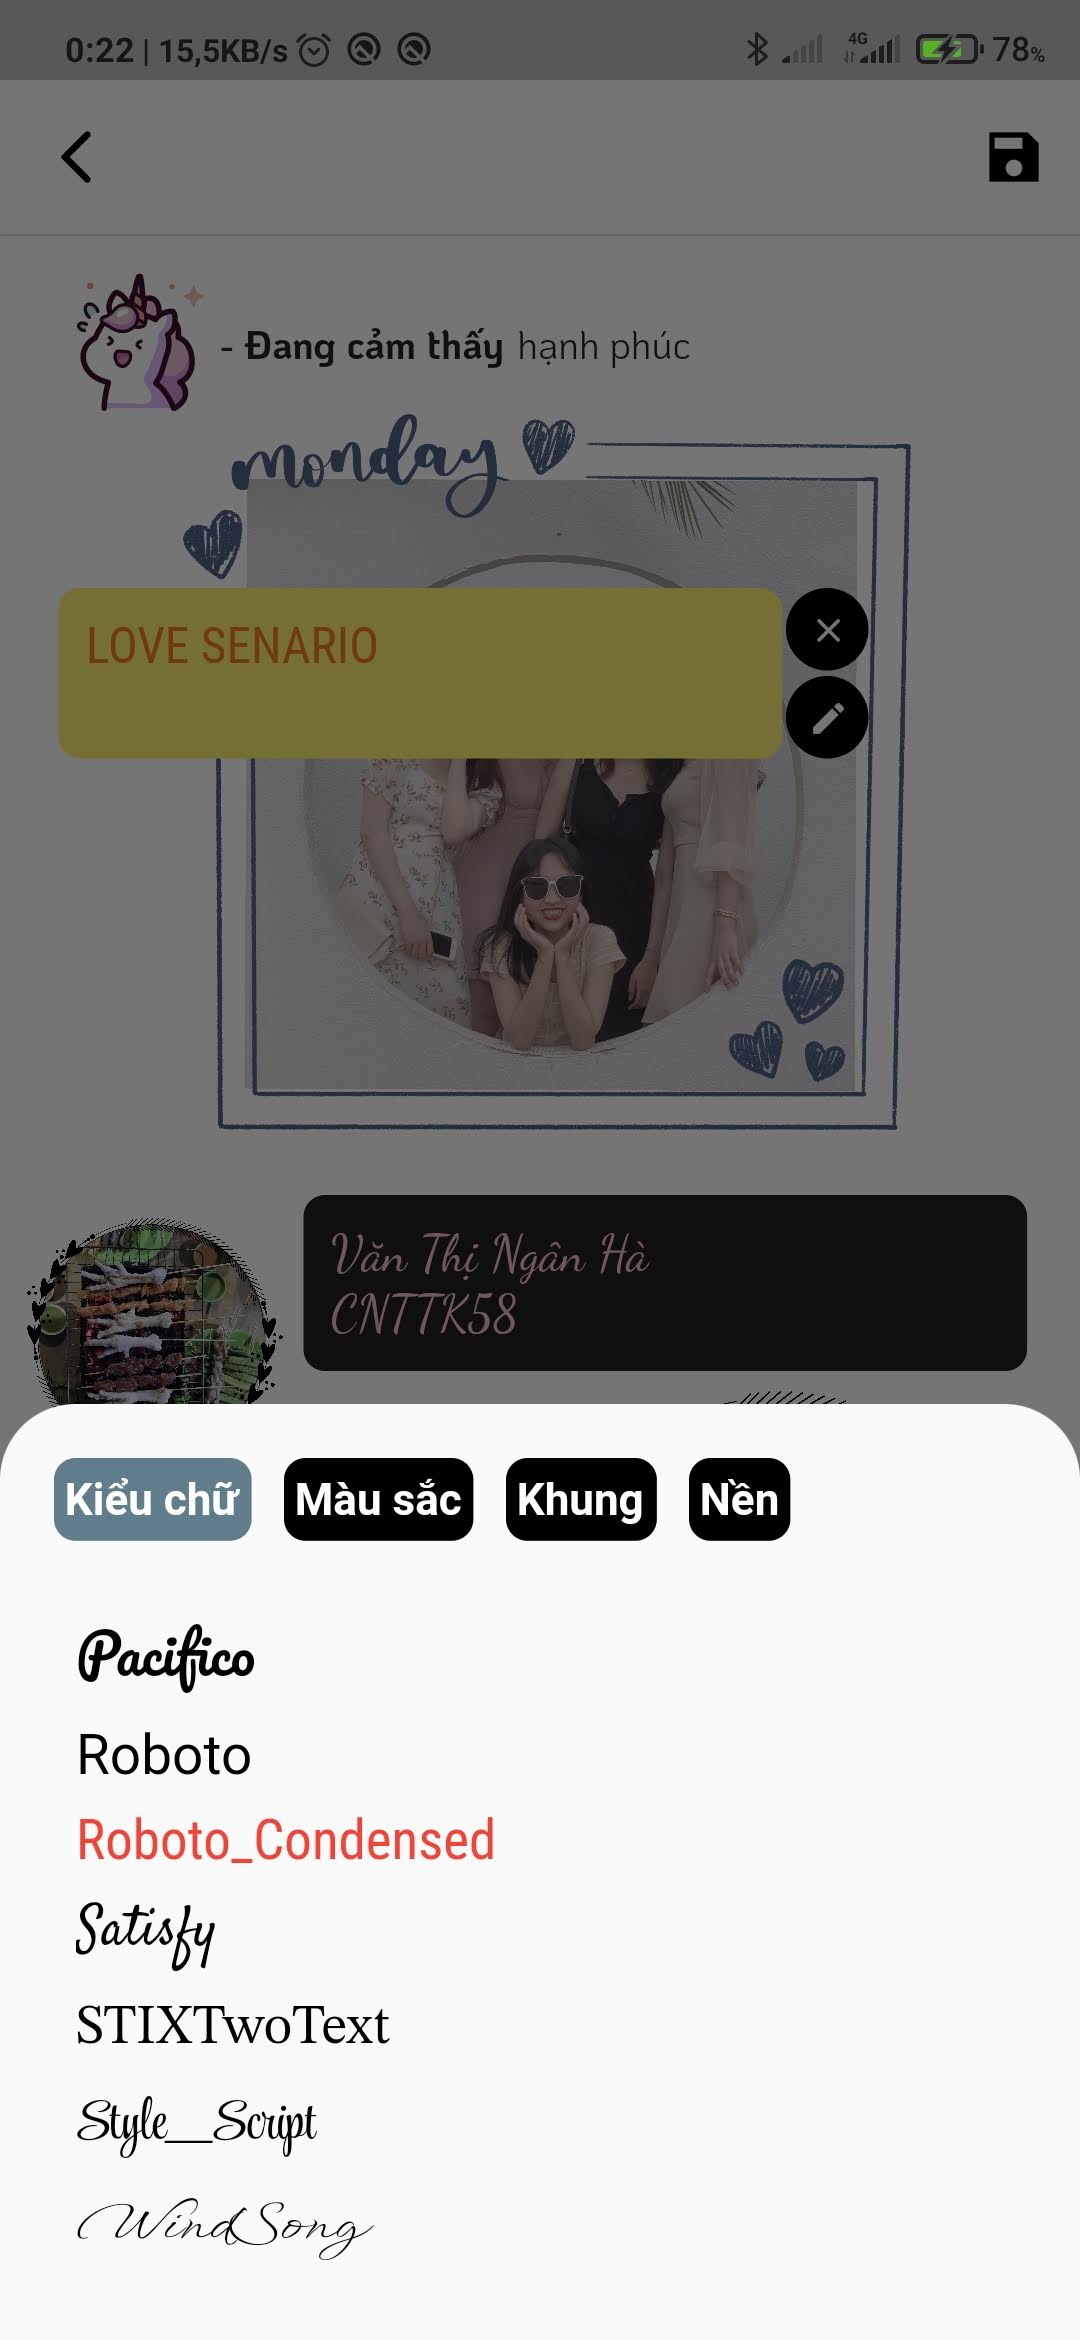 0:22 | 15,5KB/s
4G
78%
- Đang cảm thấy hạnh phúc
monday
LOVE SENARIO
Văn Thị Ngân Hà
CNTTK58
Kiểu chữ Màu sắc Khung Nền
Pacifico
Roboto
Roboto_Condensed
Satisfy
STIXTwoText
Style__Script
WindSong